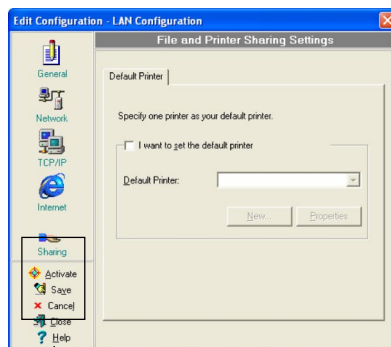 Edit Configuration - LAN Configuration
File and Printer Sharing Settings
General
Network
TCP/IP
Internet
Sharing
Activate
Save
Cancel
Close
Help
Default Printer
Specify one printer as your default printer.
I want to set the default printer
Default Printer:
New...
Properties